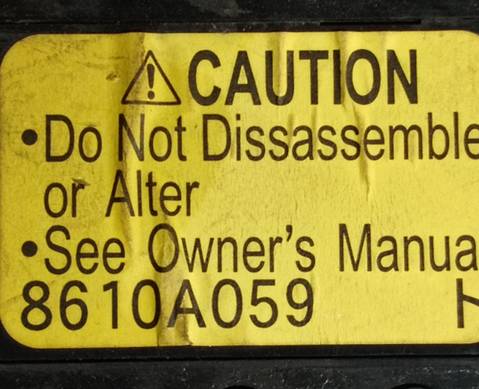 ⚠ CAUTION
•Do Not Dissassemble
or Alter
•See Owner's Manua
8610A059